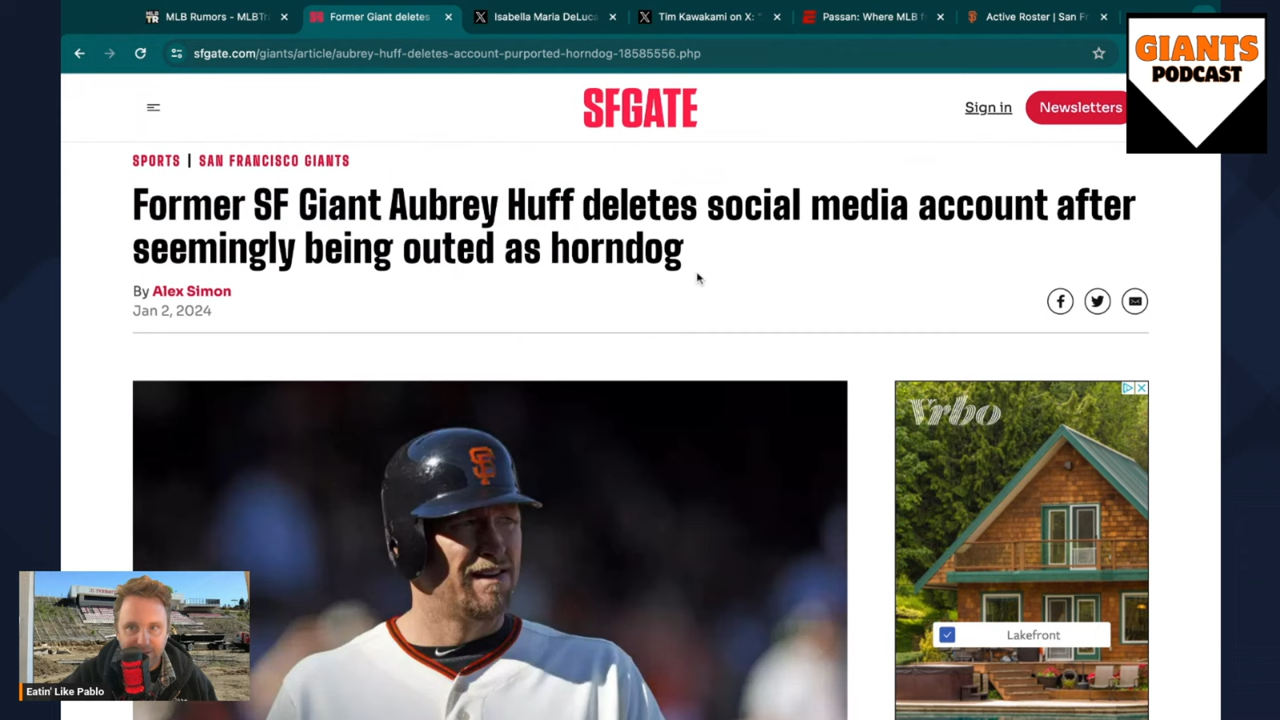 MLB Rumors - MLBTr
Former Giant deletes
Isabella Maria DeLuca
Tim Kawakami on X: "
Passan: Where MLB f
Active Roster | San Fr
sfgate.com/giants/article/aubrey-huff-deletes-account-purported-horndog-18585556.php
GIANTS
PODCAST
SFGATE
Sign in
Newsletters
SPORTS | SAN FRANCISCO GIANTS
Former SF Giant Aubrey Huff deletes social media account after
seemingly being outed as horndog
By Alex Simon
Jan 2, 2024
Vrbo
SF
Lakefront
Eatin' Like Pablo